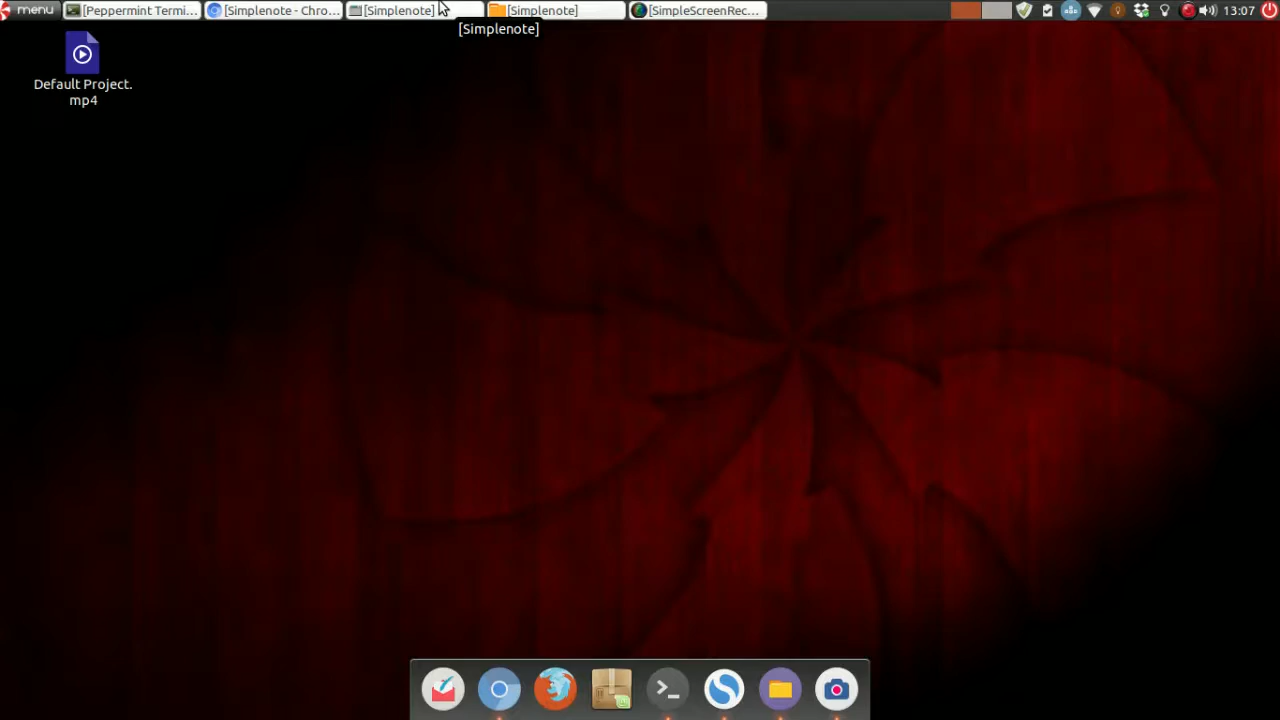 menu
[Peppermint Termi...
[Simplenote - Chro...
[Simplenote]
[Simplenote]
[SimpleScreenRec...
13:07
[Simplenote]
Default Project.
mp4